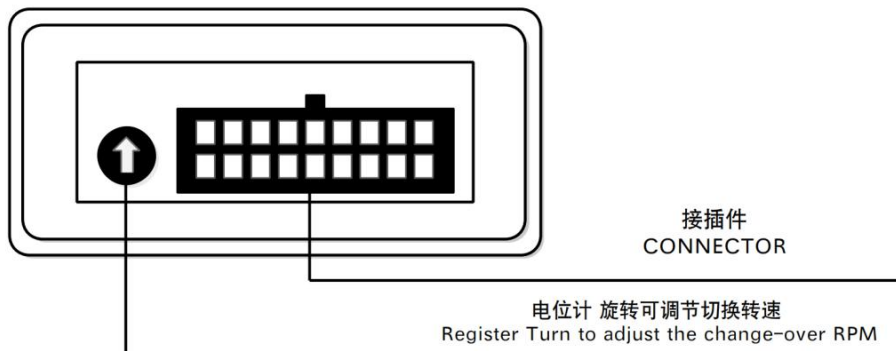 接插件
CONNECTOR
电位计 旋转可调节切换转速
Register Turn to adjust the change-over RPM